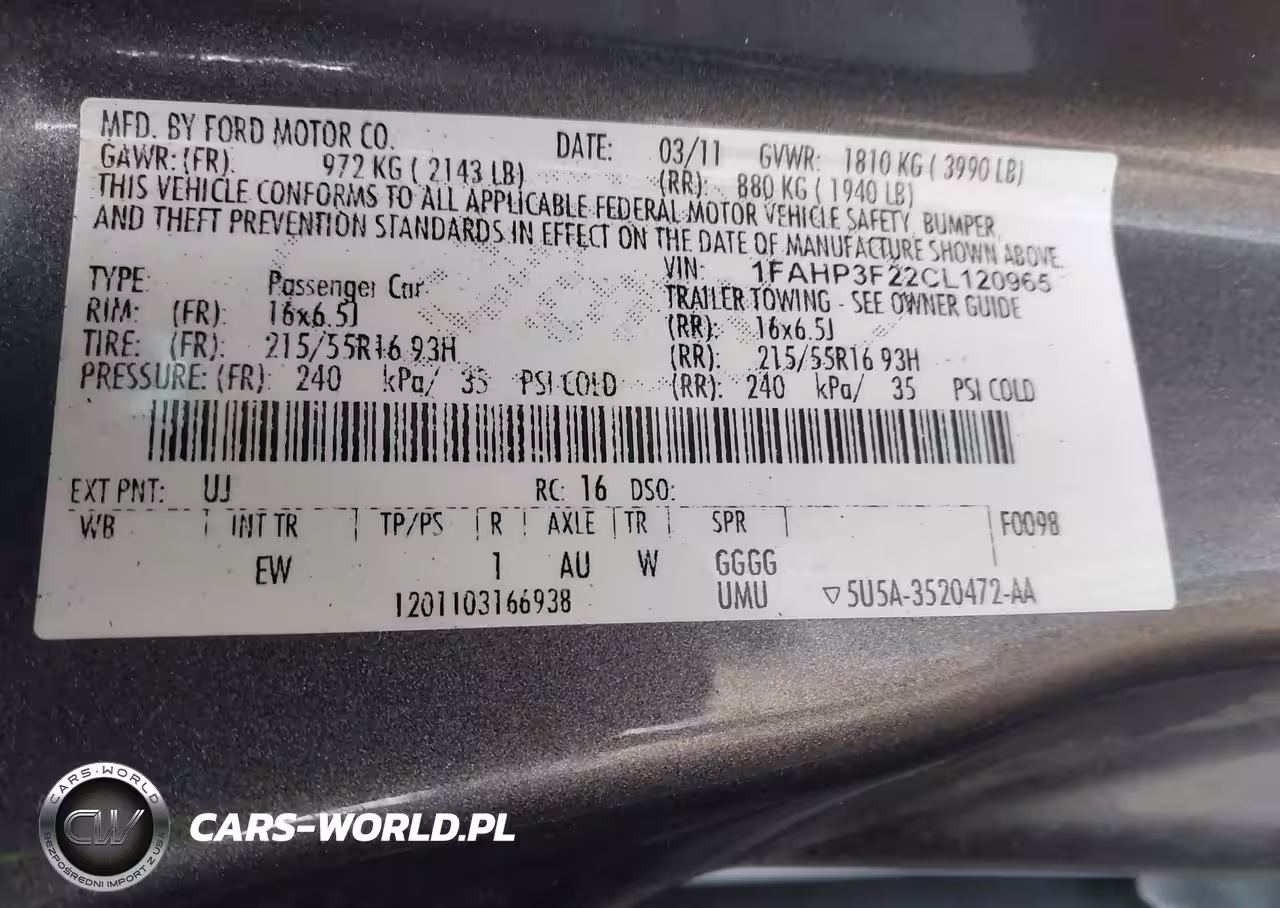 MFD. BY FORD MOTOR CO. DATE: 03/11 GVWR: 1810 KG ( 3990 LB)
GAWR: (FR): 972 KG ( 2143 LB) (RR): 880 KG ( 1940 LB)
THIS VEHICLE CONFORMS TO ALL APPLICABLE FEDERAL MOTOR VEHICLE SAFETY, BUMPER,
AND THEFT PREVENTION STANDARDS IN EFFECT ON THE DATE OF MANUFACTURE SHOWN ABOVE.
VIN: 1FAHP3F22CL120965
TYPE: Passenger Car TRAILER TOWING - SEE OWNER GUIDE
RIM: (FR): 16x6.5J (RR): 16x6.5J
TIRE: (FR): 215/55R16 93H (RR): 215/55R16 93H
PRESSURE: (FR): 240 kPa/ 35 PSI COLD (RR): 240 kPa/ 35 PSI COLD
EXT PNT: UJ RC: 16 DSO:
WB INT TR TP/PS R AXLE TR SPR F0098
EW 1 AU W GGGG
1201103166938 UMU ▽ 5U5A-3520472-AA
CARS-WORLD
CW
BEZPOŚREDNI IMPORT Z USA
CARS-WORLD.PL